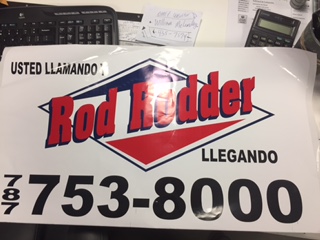 USTED LLAMANDO Y
Rod Rodder
LLEGANDO
787 753-8000